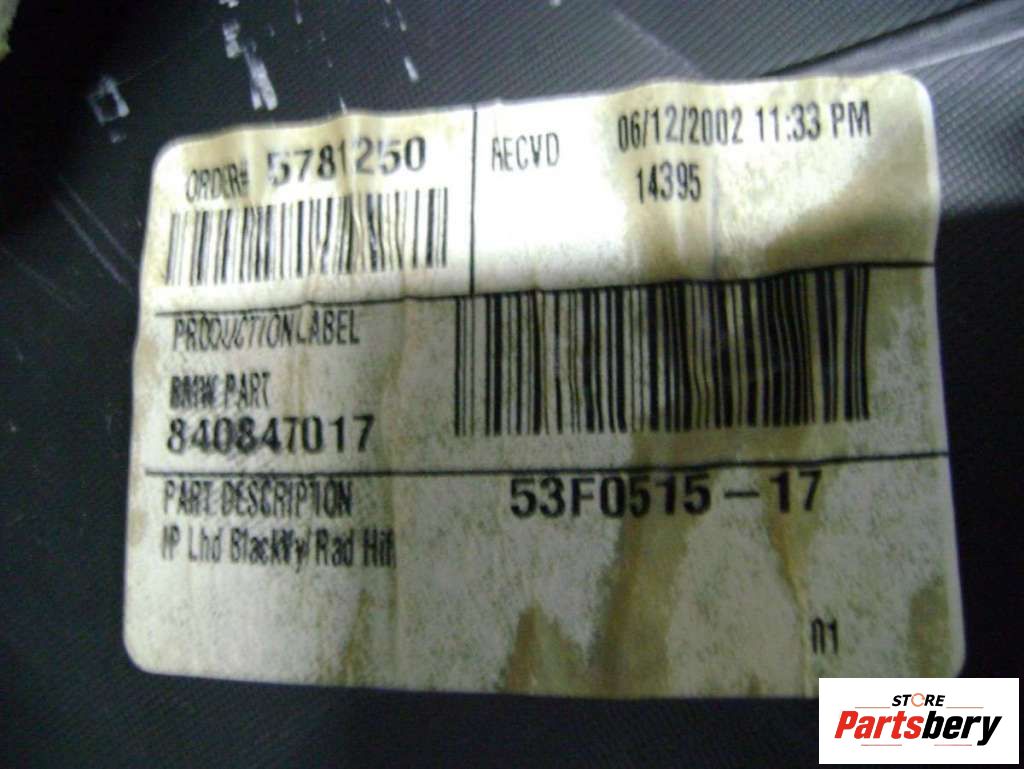 ORDER# 5781250
RECVD 06/12/2002 11:33 PM
14395
PRODUCTION LABEL
BMW PART
840847017
PART DESCRIPTION
53F0515-17
IP Lhd Black Rad Hifi
01
STORE
Partsbery